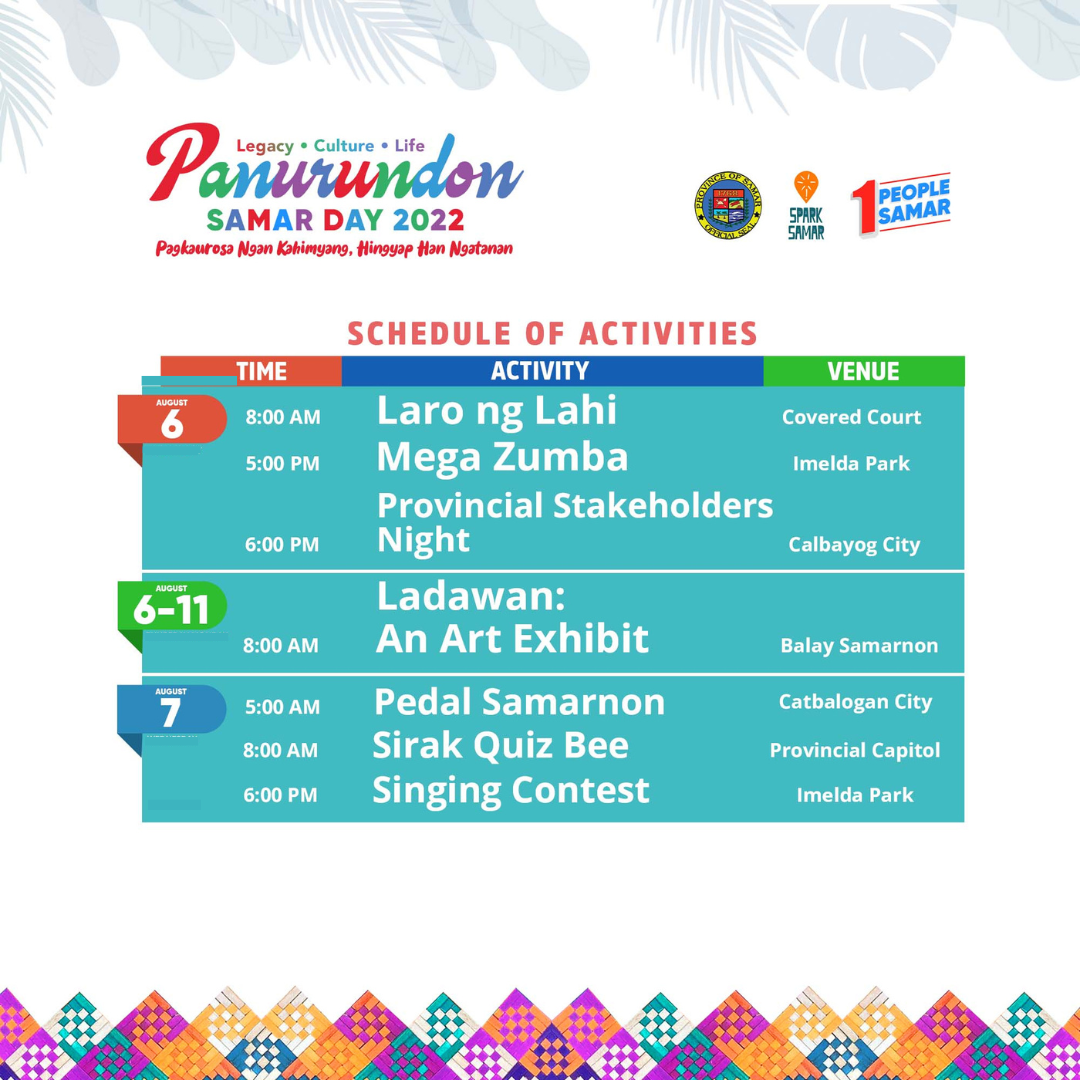 Legacy • Culture • Life
Panurundon
SAMAR DAY 2022
Pagkaurosa Ngan Kahimyang, Hingyap Han Ngatanan
PROVINCE OF SAMAR
OFFICIAL SEAL
SPARK
SAMAR
1 PEOPLE
SAMAR
SCHEDULE OF ACTIVITIES
TIME ACTIVITY VENUE
AUGUST
6
8:00 AM Laro ng Lahi Covered Court
5:00 PM Mega Zumba Imelda Park
Provincial Stakeholders
6:00 PM Night Calbayog City
AUGUST
6-11
Ladawan:
8:00 AM An Art Exhibit Balay Samarnon
AUGUST
7
5:00 AM Pedal Samarnon Catbalogan City
8:00 AM Sirak Quiz Bee Provincial Capitol
6:00 PM Singing Contest Imelda Park